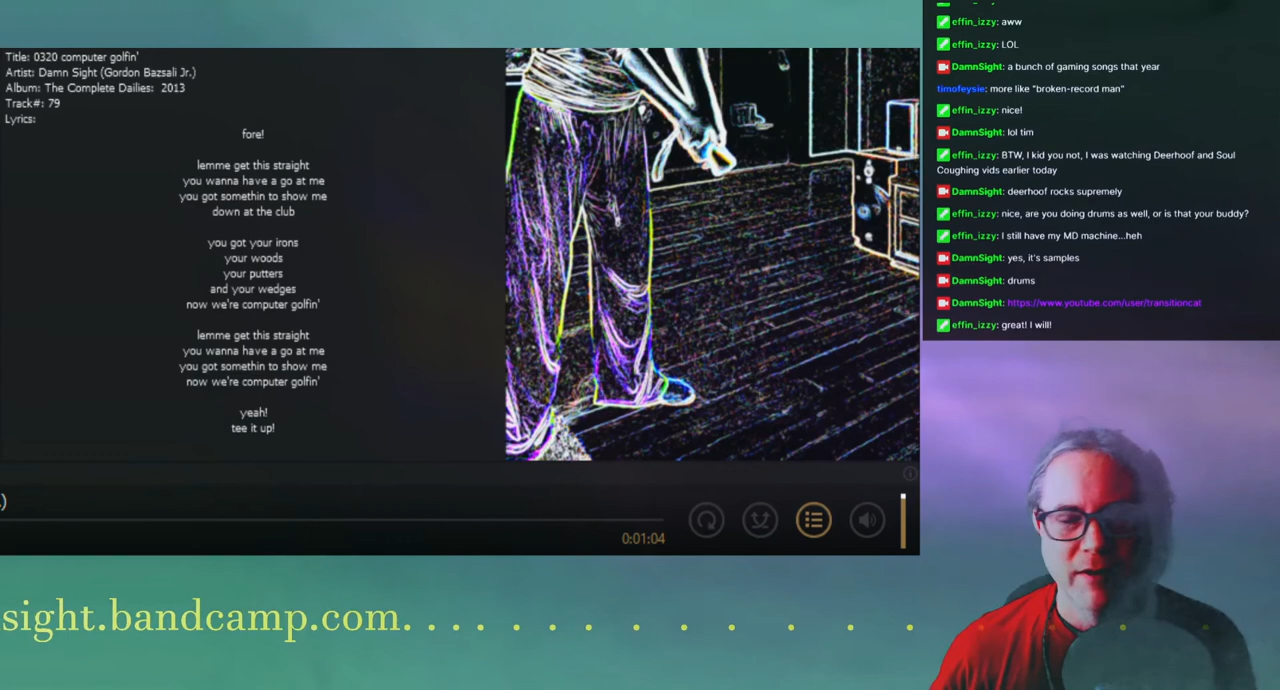 Title: 0320 computer golfin'
Artist: Damn Sight (Gordon Bazsali Jr.)
Album: The Complete Dailies: 2013
Track#: 79
Lyrics:
fore!
lemme get this straight
you wanna have a go at me
you got somethin to show me
down at the club
you got your irons
your woods
your putters
and your wedges
now we're computer golfin'
lemme get this straight
you wanna have a go at me
you got somethin to show me
now we're computer golfin'
yeah!
tee it up!
)
0:01:04
sight.bandcamp.com. . . . . . . . . . . . . . . . .
effin_izzy: aww
effin_izzy: LOL
DamnSight: a bunch of gaming songs that year
timofeysie: more like "broken-record man"
effin_izzy: nice!
DamnSight: lol tim
effin_izzy: BTW, I kid you not, I was watching Deerhoof and Soul
Coughing vids earlier today
DamnSight: deerhoof rocks supremely
effin_izzy: nice, are you doing drums as well, or is that your buddy?
effin_izzy: I still have my MD machine...heh
DamnSight: yes, it's samples
DamnSight: drums
DamnSight: https://www.youtube.com/user/transitioncat
effin_izzy: great! I will!